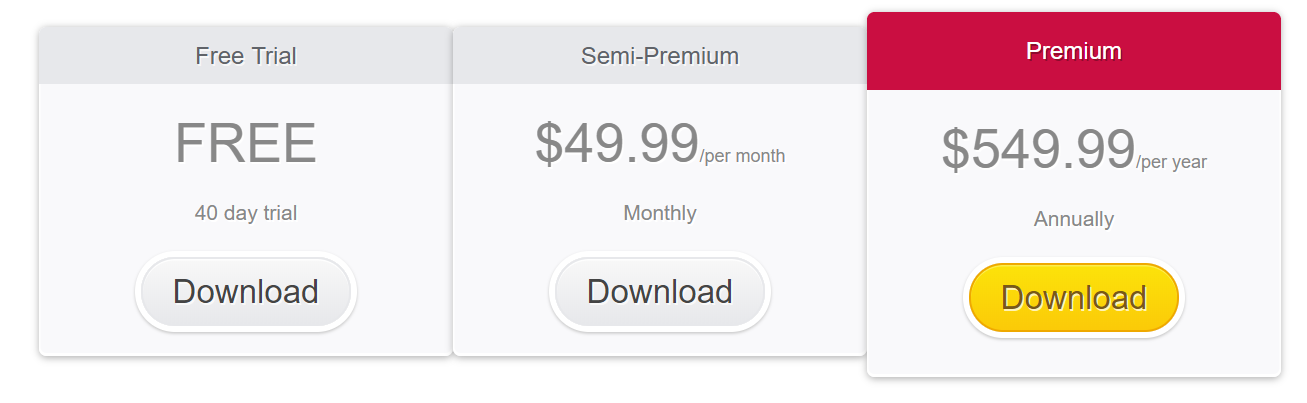 Free Trial
FREE
40 day trial
Download
Semi-Premium
$49.99/per month
Monthly
Download
Premium
$549.99/per year
Annually
Download